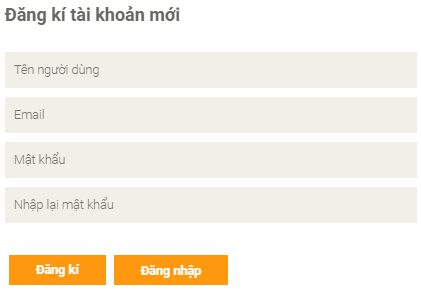 Đăng kí tài khoản mới
Tên người dùng
Email
Mật khẩu
Nhập lại mật khẩu
Đăng kí Đăng nhập